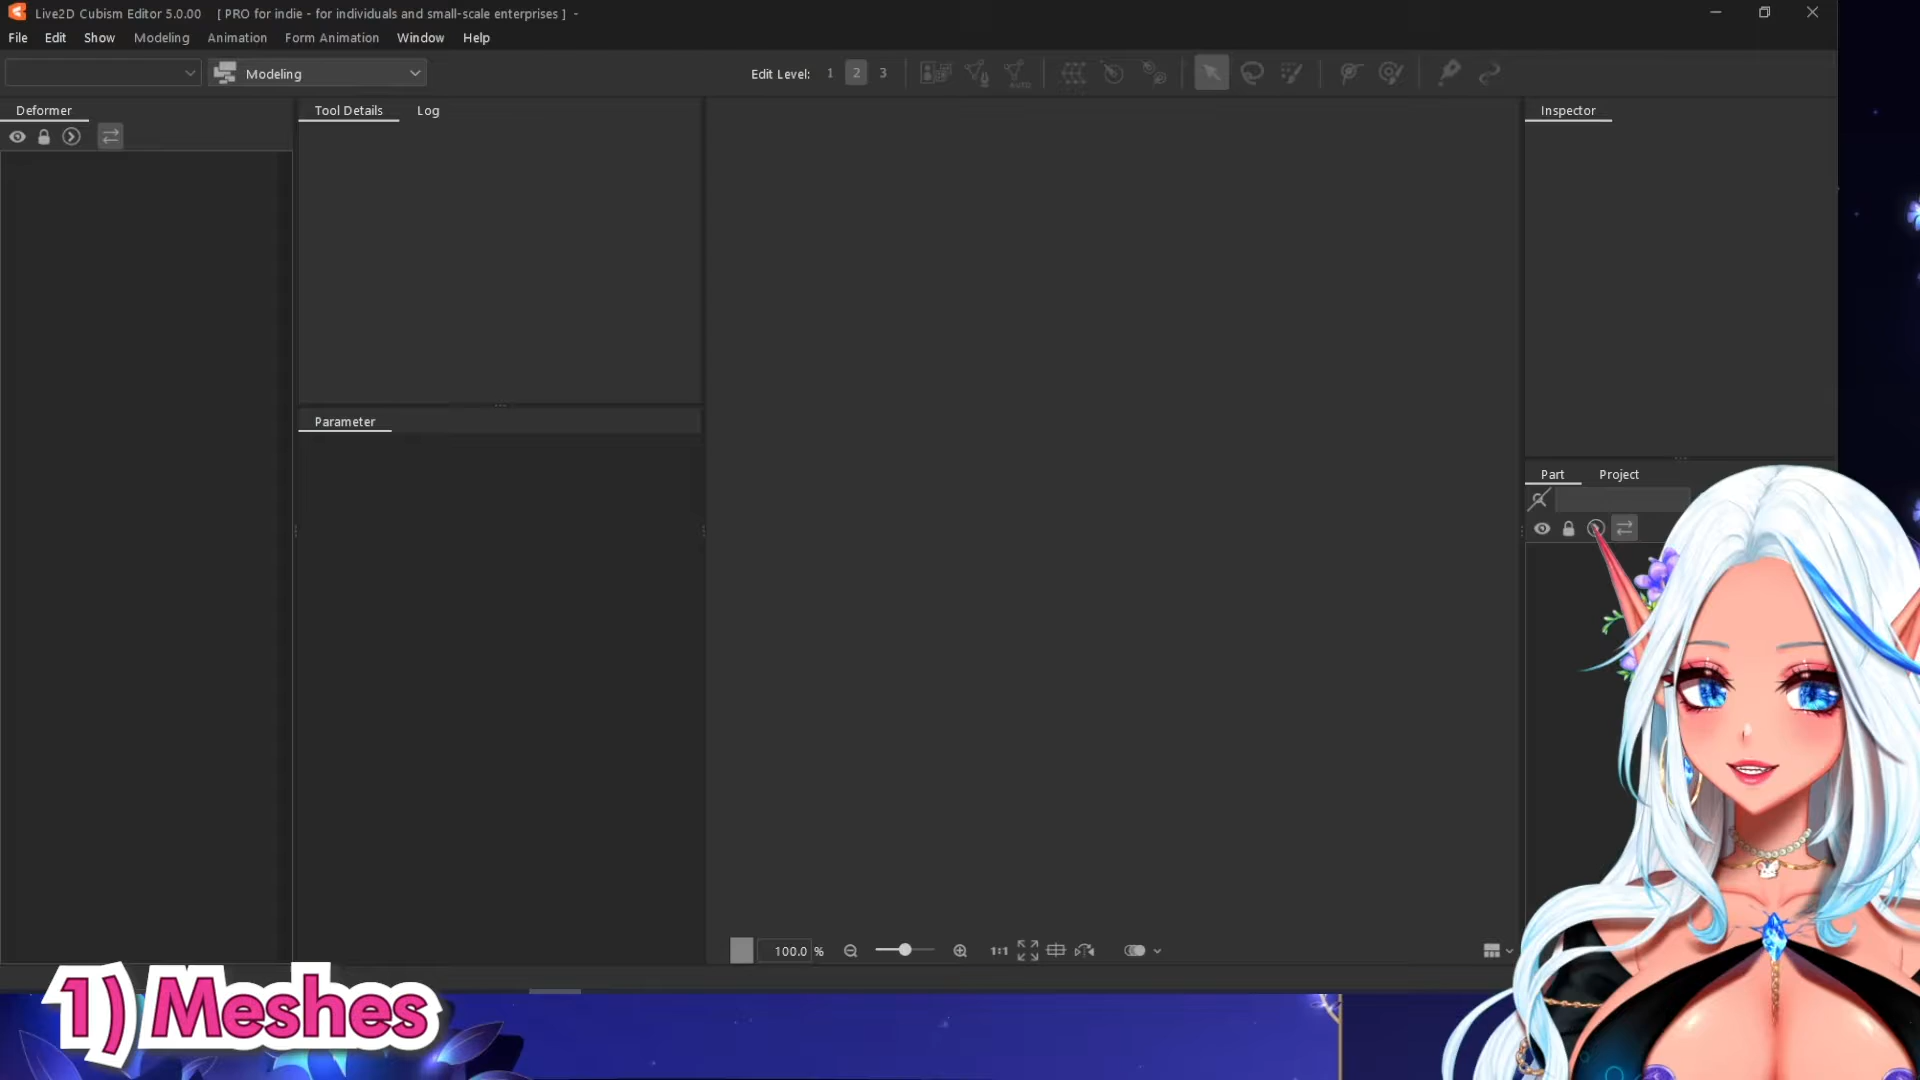 Live2D Cubism Editor 5.0.00 [ PRO for indie - for individuals and small-scale enterprises ] -
File Edit Show Modeling Animation Form Animation Window Help
Modeling
Edit Level: 1 2 3
AUTO
Deformer
Tool Details Log
Inspector
Parameter
Part Project
100.0 %
1:1
1) Meshes